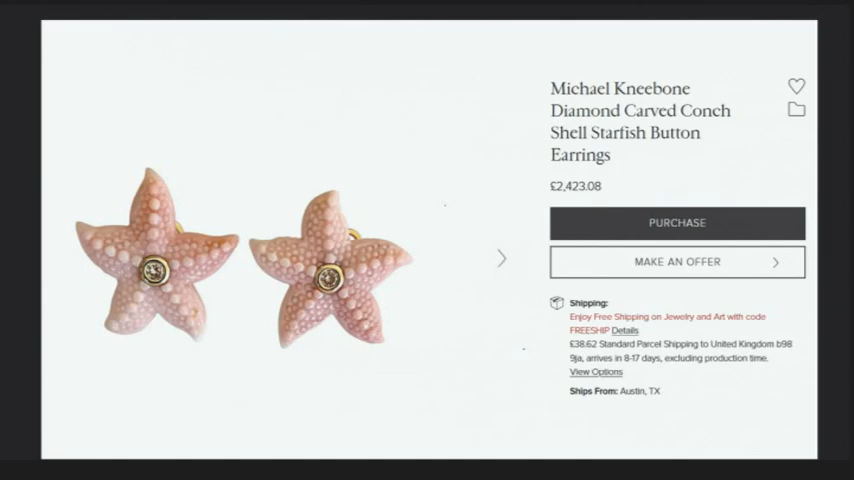 Michael Kneebone
Diamond Carved Conch
Shell Starfish Button
Earrings
£2,423.08
PURCHASE
MAKE AN OFFER
Shipping:
Enjoy Free Shipping on Jewelry and Art with code
FREESHIP Details
£38.62 Standard Parcel Shipping to United Kingdom b98
9ja, arrives in 8-17 days, excluding production time.
View Options
Ships From: Austin, TX